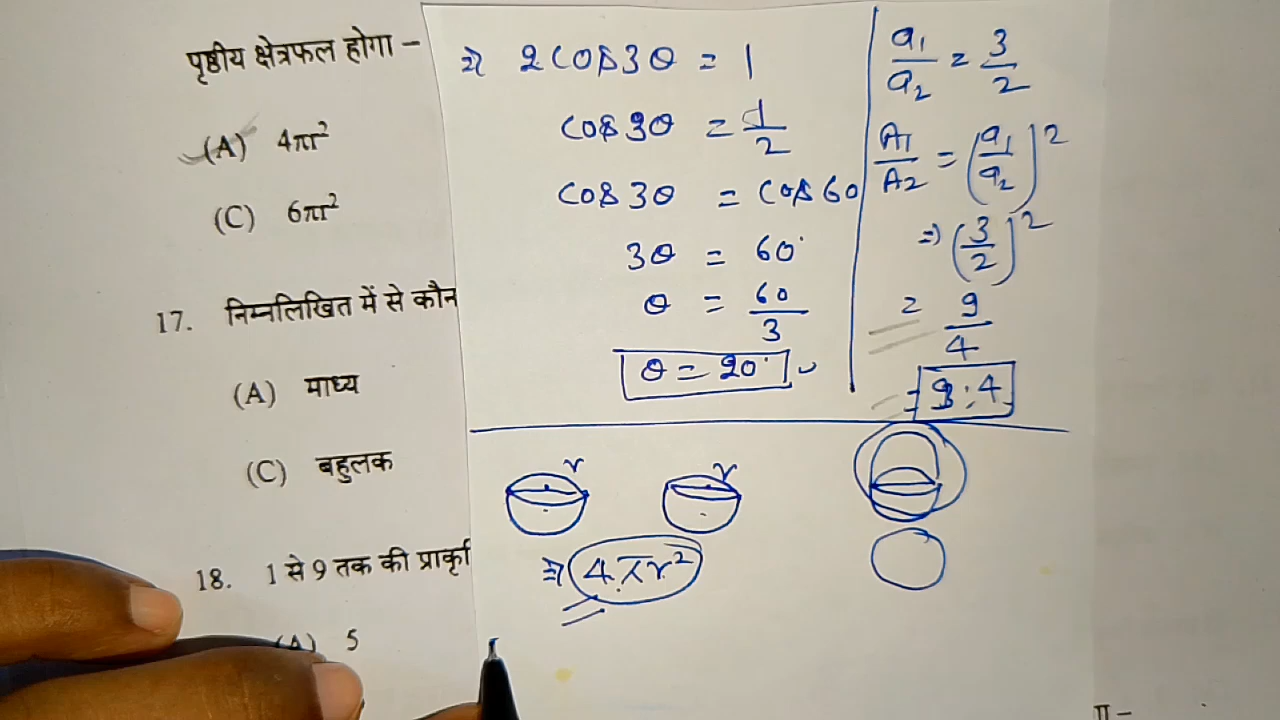 पृष्ठीय क्षेत्रफल होगा –
(A) 4πr²
(C) 6πr²
17. निम्नलिखित में से कौन
(A) माध्य
(C) बहुलक
18. 1 से 9 तक की प्राकृ
(A) 5
⇒ 2cos3θ = 1
cos3θ = 1/2
cos3θ = cos60
3θ = 60°
θ = 60/3
θ = 20°
a₁/a₂ = 3/2
A₁/A₂ = (a₁/a₂)²
⇒ (3/2)²
= 9/4
= 9:4
r r
⇒ 4πr²
II –